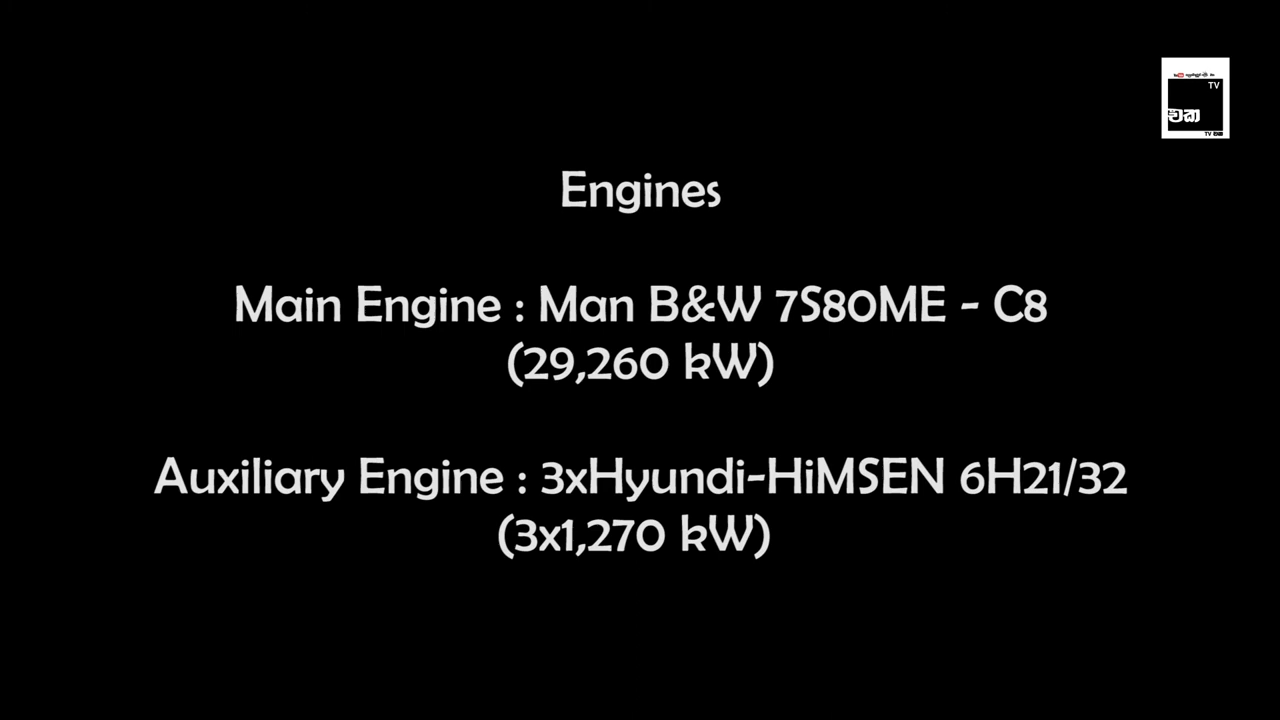 TV
එක
Engines
Main Engine : Man B&W 7S80ME - C8
(29,260 kW)
Auxiliary Engine : 3xHyundi-HiMSEN 6H21/32
(3x1,270 kW)